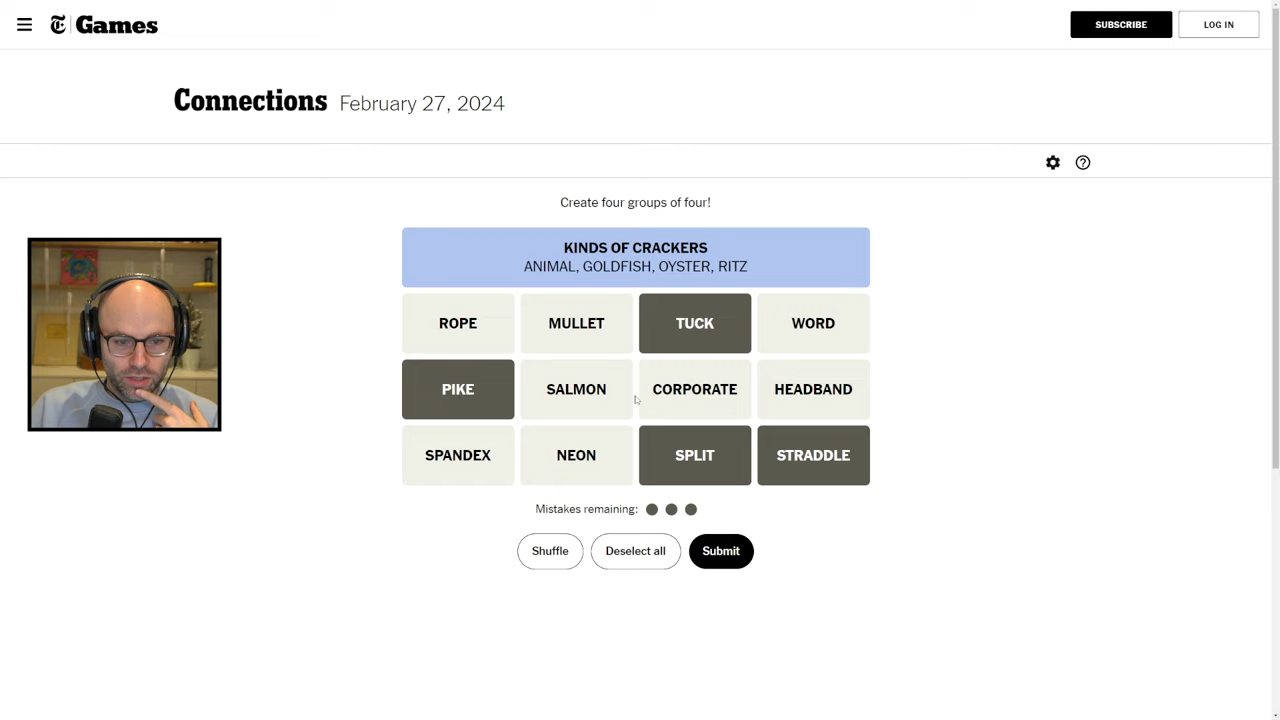 Games
SUBSCRIBE
LOG IN
Connections February 27, 2024
Create four groups of four!
KINDS OF CRACKERS
ANIMAL, GOLDFISH, OYSTER, RITZ
ROPE MULLET TUCK WORD
PIKE SALMON CORPORATE HEADBAND
SPANDEX NEON SPLIT STRADDLE
Mistakes remaining:
Shuffle Deselect all Submit